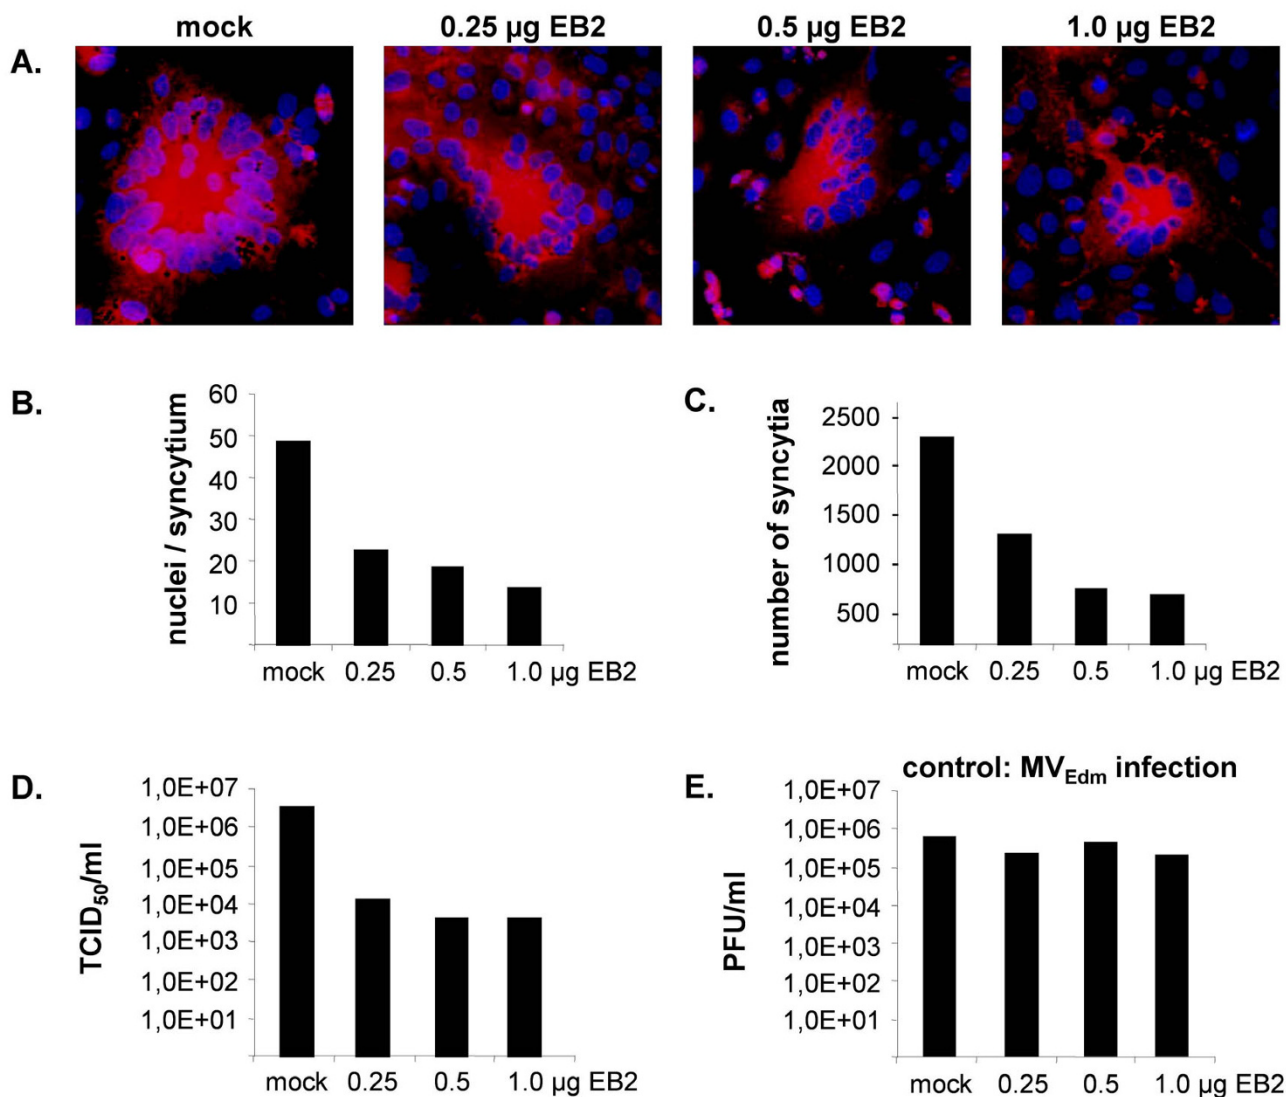 mock 0.25 µg EB2 0.5 µg EB2 1.0 µg EB2
A.
B.
nuclei / syncytium
60
50
40
30
20
10
mock 0.25 0.5 1.0 µg EB2
C.
number of syncytia
2500
2000
1500
1000
500
mock 0.25 0.5 1.0 µg EB2
D.
TCID50/ml
1,0E+07
1,0E+06
1,0E+05
1,0E+04
1,0E+03
1,0E+02
1,0E+01
mock 0.25 0.5 1.0 µg EB2
E.
control: MVEdm infection
PFU/ml
1,0E+07
1,0E+06
1,0E+05
1,0E+04
1,0E+03
1,0E+02
1,0E+01
mock 0.25 0.5 1.0 µg EB2